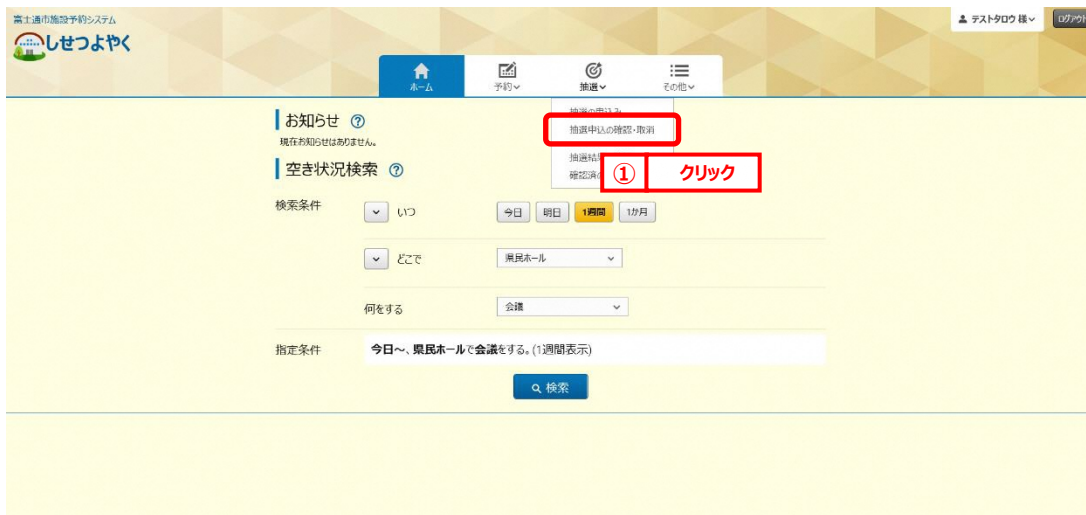 富士通市施設予約システム
しせつよやく
テストタロウ 様
ログアウト
ホーム
予約
抽選
その他
抽選の申込み
抽選申込の確認・取消
抽選結
確認済の
① クリック
お知らせ ?
現在お知らせはありません。
空き状況検索 ?
検索条件
いつ 今日 明日 1週間 1か月
どこで 県民ホール
何をする 会議
指定条件 今日~、県民ホールで会議をする。(1週間表示)
検索